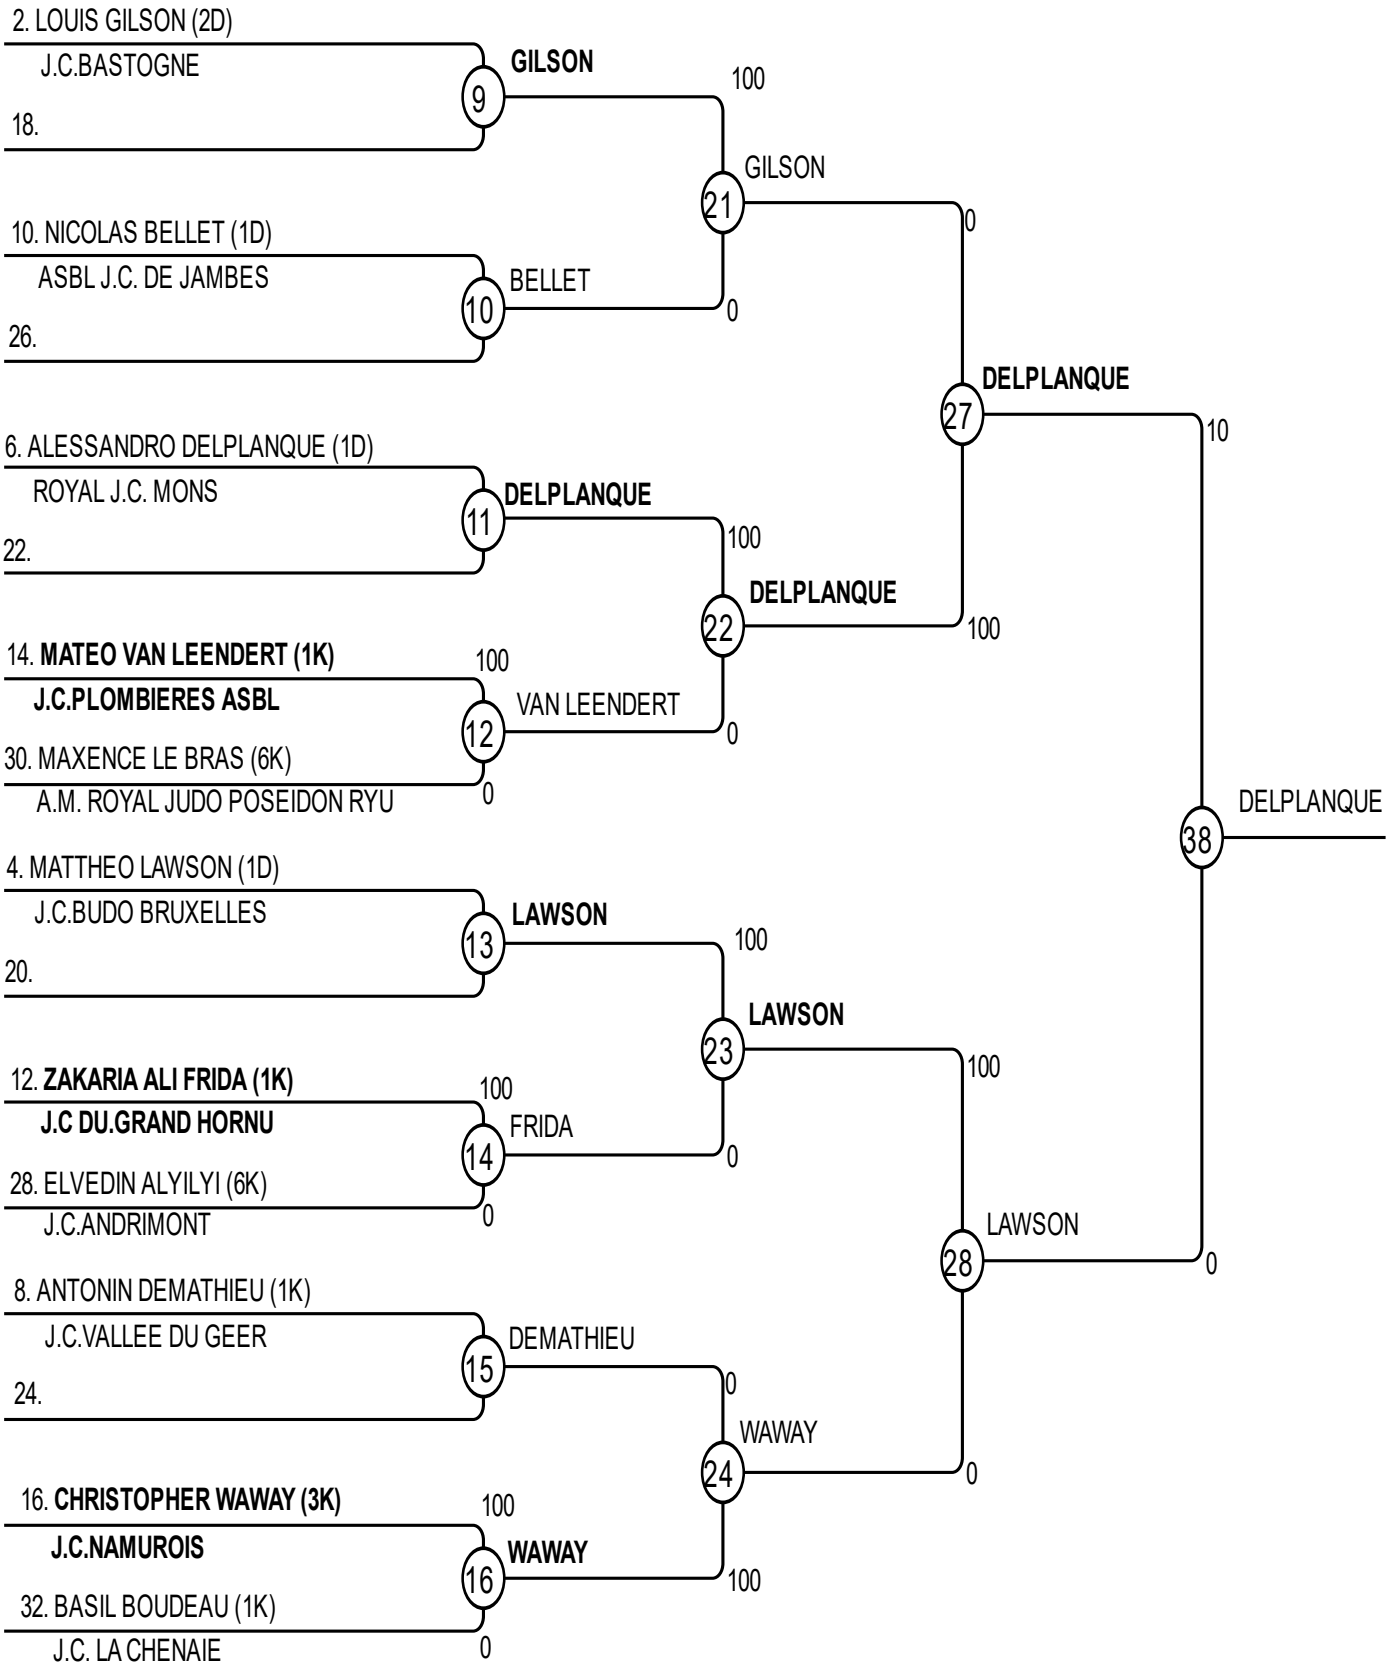 2. LOUIS GILSON (2D)
J.C.BASTOGNE
18.
9
GILSON
100
10. NICOLAS BELLET (1D)
ASBL J.C. DE JAMBES
26.
10
BELLET
0
21
GILSON
0
6. ALESSANDRO DELPLANQUE (1D)
ROYAL J.C. MONS
22.
11
DELPLANQUE
100
14. MATEO VAN LEENDERT (1K)
J.C.PLOMBIERES ASBL
100
30. MAXENCE LE BRAS (6K)
A.M. ROYAL JUDO POSEIDON RYU
0
12
VAN LEENDERT
0
22
DELPLANQUE
100
27
DELPLANQUE
10
4. MATTHEO LAWSON (1D)
J.C.BUDO BRUXELLES
20.
13
LAWSON
100
12. ZAKARIA ALI FRIDA (1K)
J.C DU.GRAND HORNU
100
28. ELVEDIN ALYILYI (6K)
J.C.ANDRIMONT
0
14
FRIDA
0
23
LAWSON
100
8. ANTONIN DEMATHIEU (1K)
J.C.VALLEE DU GEER
24.
15
DEMATHIEU
0
16. CHRISTOPHER WAWAY (3K)
J.C.NAMUROIS
100
32. BASIL BOUDEAU (1K)
J.C. LA CHENAIE
0
16
WAWAY
100
24
WAWAY
0
28
LAWSON
0
38
DELPLANQUE